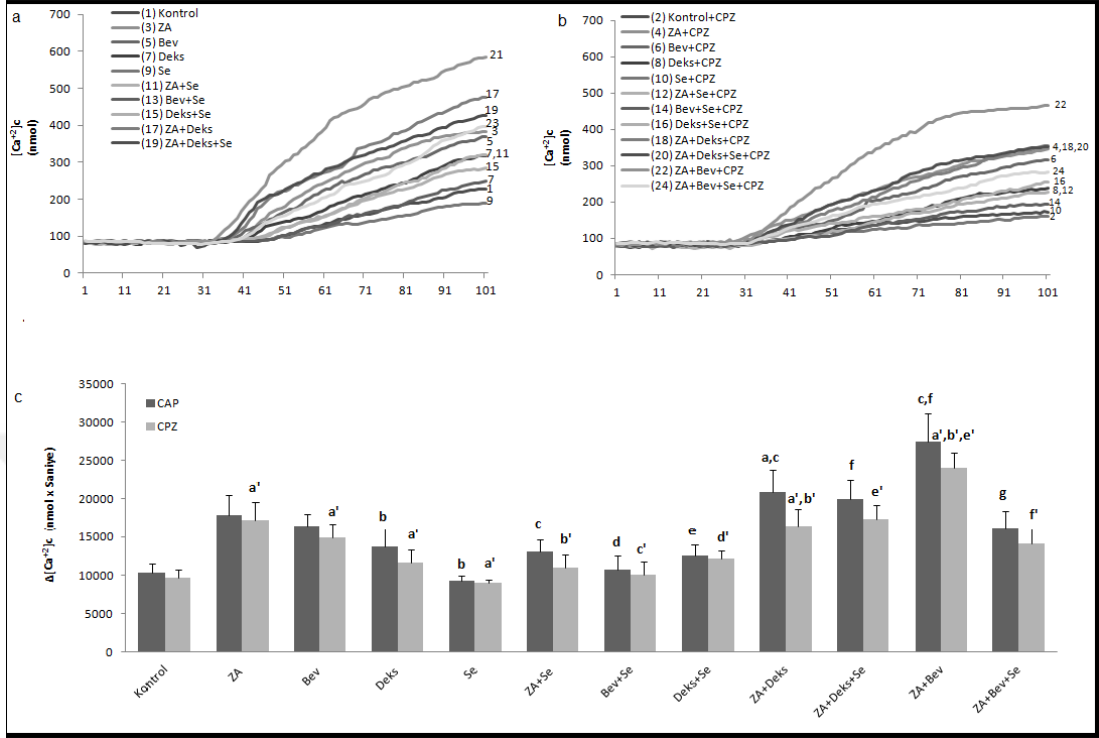 a
[Ca⁺²]c
(nmol)
700
600
500
400
300
200
100
0
1 11 21 31 41 51 61 71 81 91 101
(1) Kontrol
(3) ZA
(5) Bev
(7) Deks
(9) Se
(11) ZA+Se
(13) Bev+Se
(15) Deks+Se
(17) ZA+Deks
(19) ZA+Deks+Se
21
17
19
23
3
5
7,11
15
7
1
9
b
[Ca⁺²]c
(nmol)
700
600
500
400
300
200
100
0
1 11 21 31 41 51 61 71 81 91 101
(2) Kontrol+CPZ
(4) ZA+CPZ
(6) Bev+CPZ
(8) Deks+CPZ
(10) Se+CPZ
(12) ZA+Se+CPZ
(14) Bev+Se+CPZ
(16) Deks+Se+CPZ
(18) ZA+Deks+CPZ
(20) ZA+Deks+Se+CPZ
(22) ZA+Bev+CPZ
(24) ZA+Bev+Se+CPZ
22
4,18,20
6
24
16
8,12
14
10
2
c
Δ[Ca⁺²]c (nmol x Saniye)
35000
30000
25000
20000
15000
10000
5000
0
CAP
CPZ
a'
a'
b
a'
b
a'
c
b'
d
c'
e
d'
a,c
a',b'
f
e'
c,f
a',b',e'
g
f'
Kontrol
ZA
Bev
Deks
Se
ZA+Se
Bev+Se
Deks+Se
ZA+Deks
ZA+Deks+Se
ZA+Bev
ZA+Bev+Se